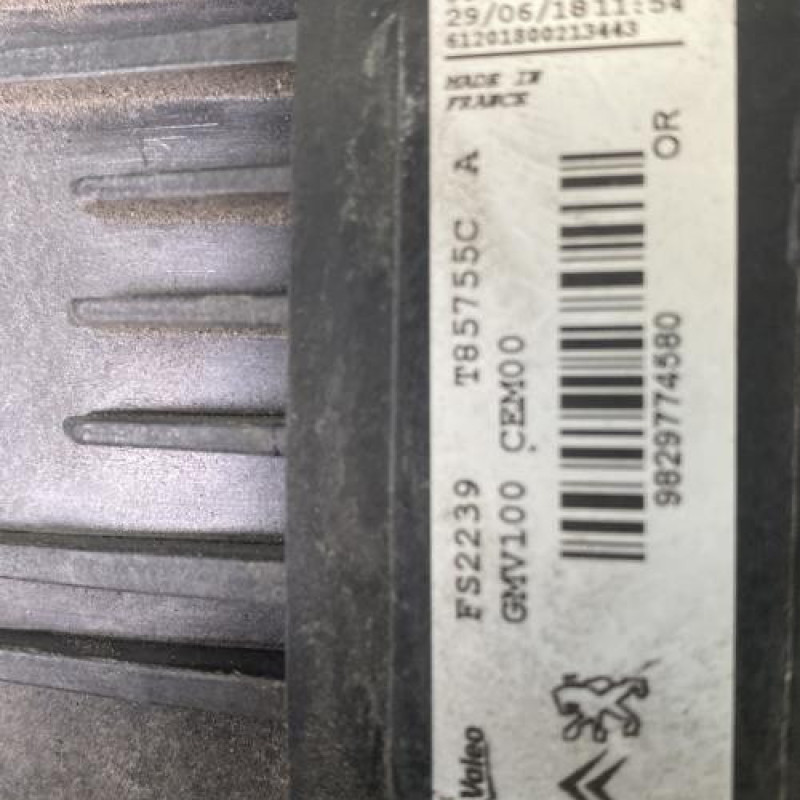 29/06/18 11:54
61201800213443
MADE IN
FRANCE
FS2239 T85755C A
GMV100 CEM00
OR
9829774580
Valeo